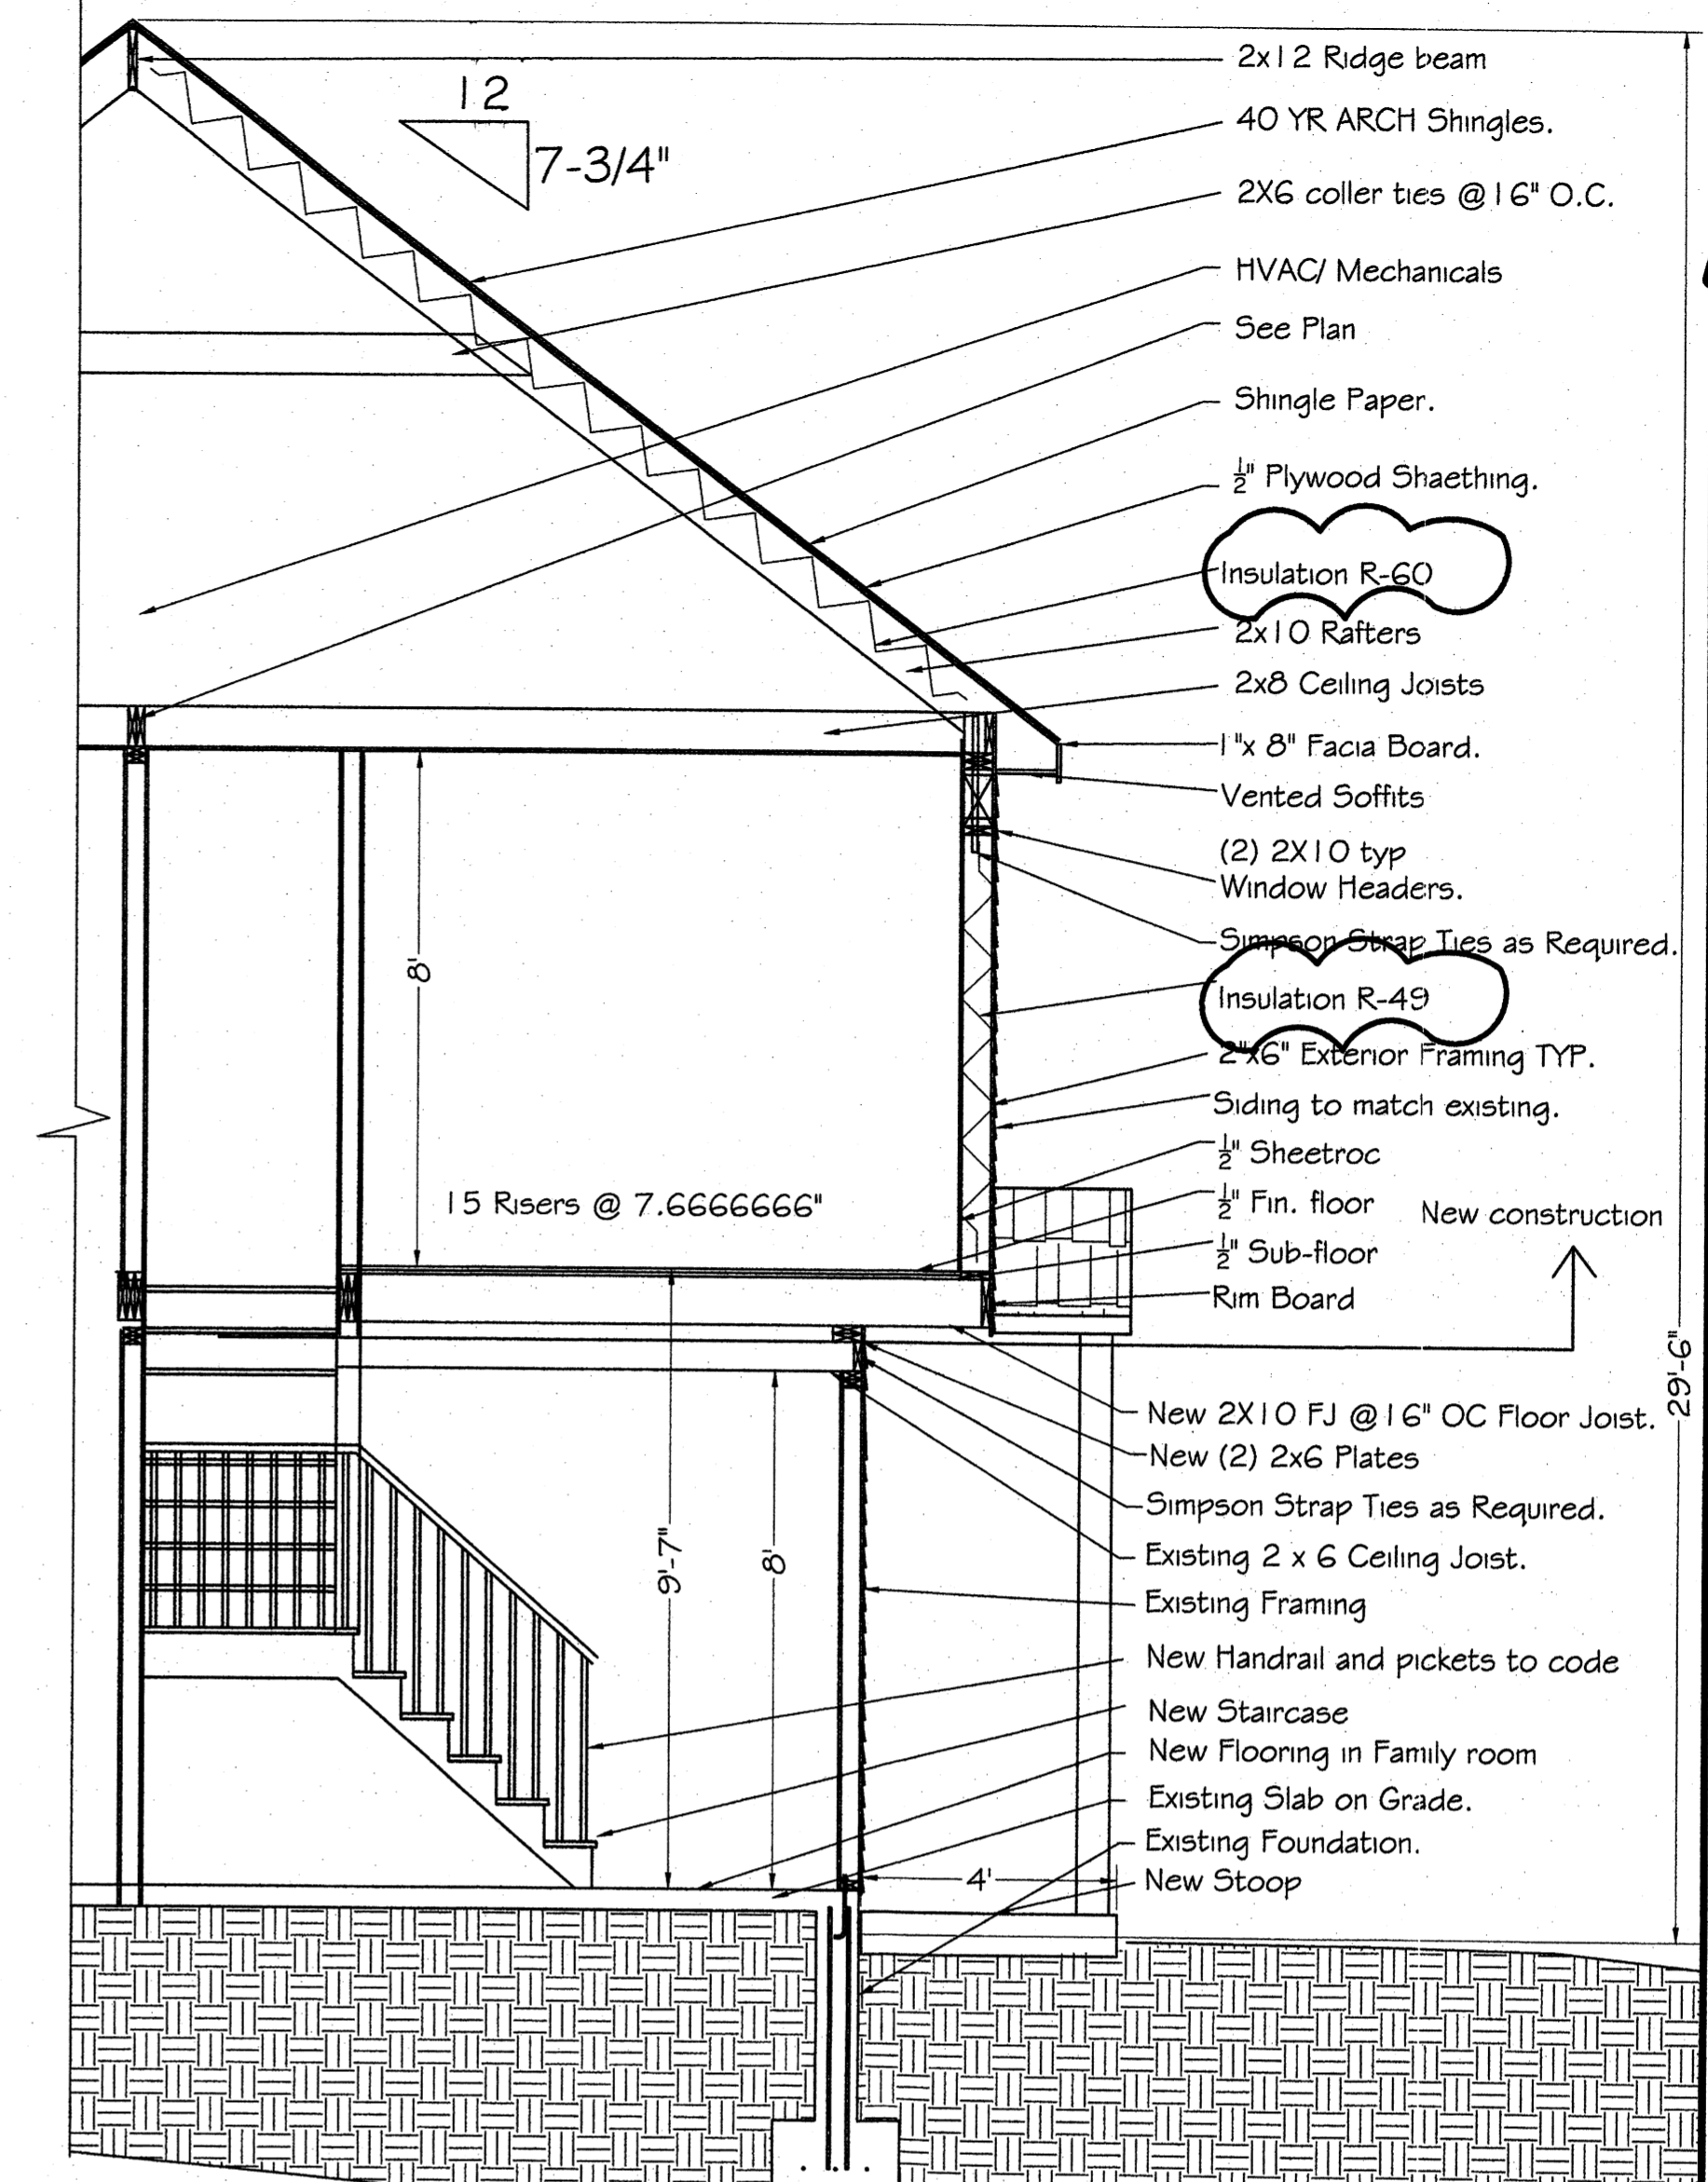 2x12 Ridge beam
12
40 YR ARCH Shingles.
7-3/4"
2X6 coller ties @16" O.C.
HVAC/ Mechanicals
See Plan
Shingle Paper.
½" Plywood Shaething.
Insulation R-60
2x10 Rafters
2x8 Ceiling Joists
1"x 8" Facia Board.
Vented Soffits
(2) 2X10 typ
Window Headers.
Simpson Strap Ties as Required.
8'
Insulation R-49
2"x6" Exterior Framing TYP.
Siding to match existing.
½" Sheetroc
15 Risers @ 7.6666666"
½" Fin. floor
New construction
½" Sub-floor
Rim Board
29'-6"
New 2X10 FJ @16" OC Floor Joist.
New (2) 2x6 Plates
Simpson Strap Ties as Required.
9'-7"
8'
Existing 2 x 6 Ceiling Joist.
Existing Framing
New Handrail and pickets to code
New Staircase
New Flooring in Family room
Existing Slab on Grade.
Existing Foundation.
4'
New Stoop